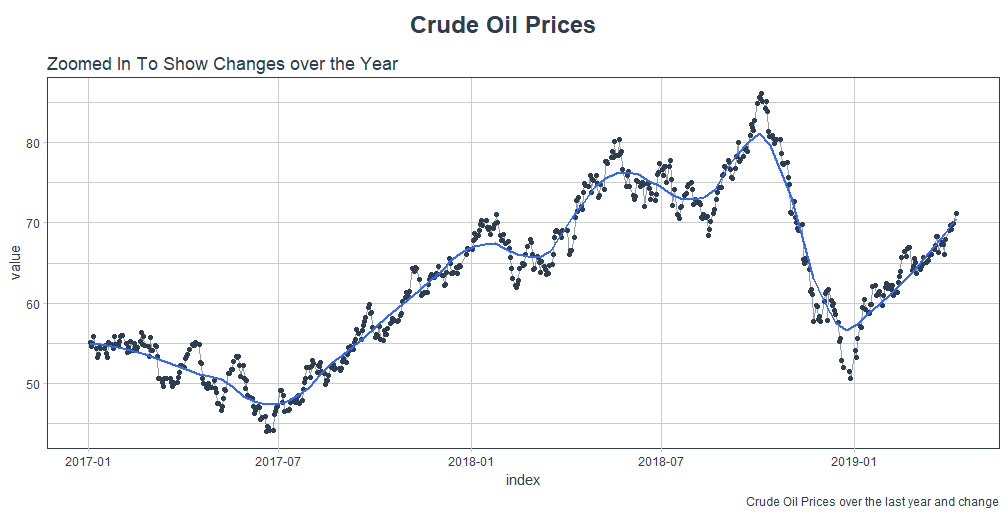 Crude Oil Prices
Zoomed In To Show Changes over the Year
value
80
70
60
50
2017-01
2017-07
2018-01
2018-07
2019-01
index
Crude Oil Prices over the last year and change